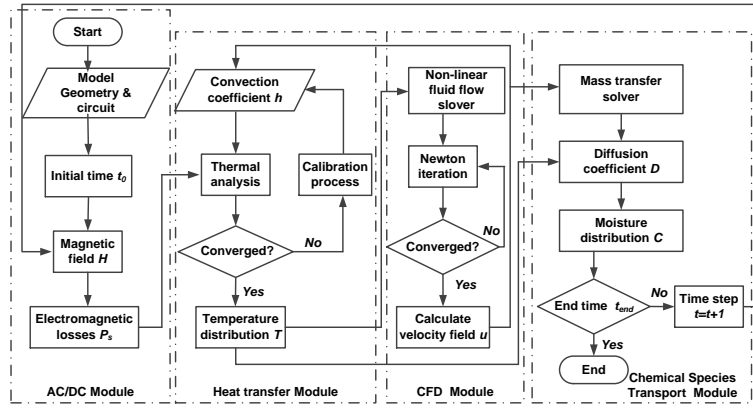 Start
Model
Geometry &
circuit
Initial time t0
Magnetic
field H
Electromagnetic
losses Ps
AC/DC Module
Convection
coefficient h
Thermal
analysis
Calibration
process
Converged?
No
Yes
Temperature
distribution T
Heat transfer Module
Non-linear
fluid flow
slover
Newton
iteration
Converged?
No
Yes
Calculate
velocity field u
CFD Module
Mass transfer
solver
Diffusion
coefficient D
Moisture
distribution C
End time tend
No
Time step
t=t+1
Yes
End
Chemical Species
Transport Module